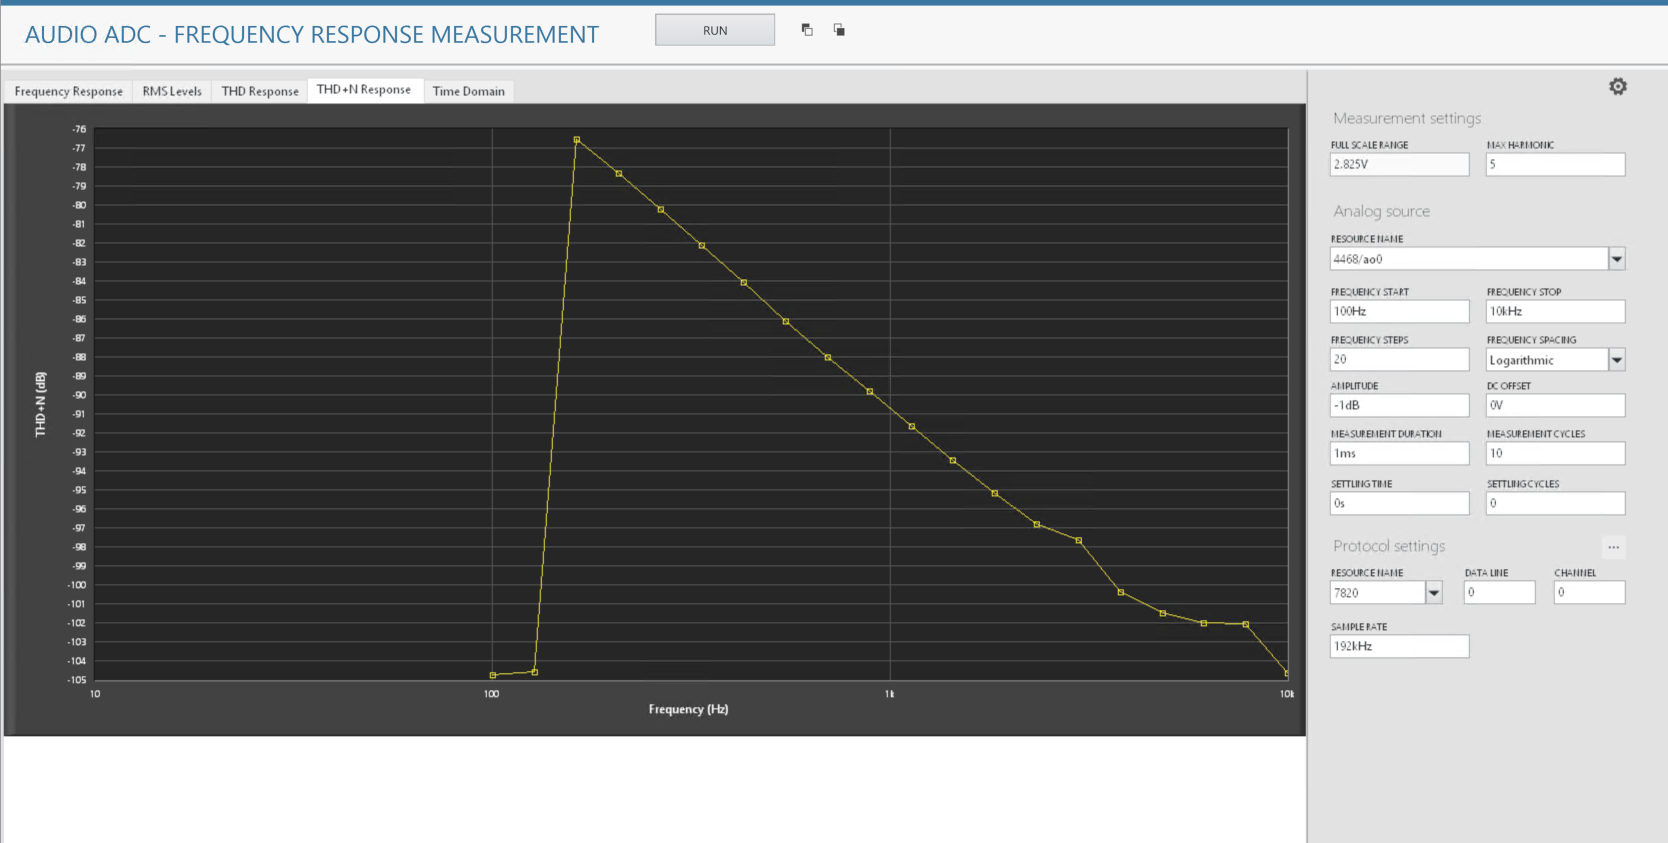 AUDIO ADC - FREQUENCY RESPONSE MEASUREMENT
RUN
Frequency Response
RMS Levels
THD Response
THD+N Response
Time Domain
-76
-77
-78
-79
-80
-81
-82
-83
-84
-85
-86
-87
-88
-89
-90
-91
-92
-93
-94
-95
-96
-97
-98
-99
-100
-101
-102
-103
-104
-105
THD+N (dB)
10
100
1k
10k
Frequency (Hz)
Measurement settings
FULL SCALE RANGE
MAX HARMONIC
2.825V
5
Analog source
RESOURCE NAME
4468/ao0
FREQUENCY START
FREQUENCY STOP
100Hz
10kHz
FREQUENCY STEPS
FREQUENCY SPACING
20
Logarithmic
AMPLITUDE
DC OFFSET
-1dB
0V
MEASUREMENT DURATION
MEASUREMENT CYCLES
1ms
10
SETTLING TIME
SETTLING CYCLES
0s
0
Protocol settings
...
RESOURCE NAME
DATA LINE
CHANNEL
7820
0
0
SAMPLE RATE
192kHz